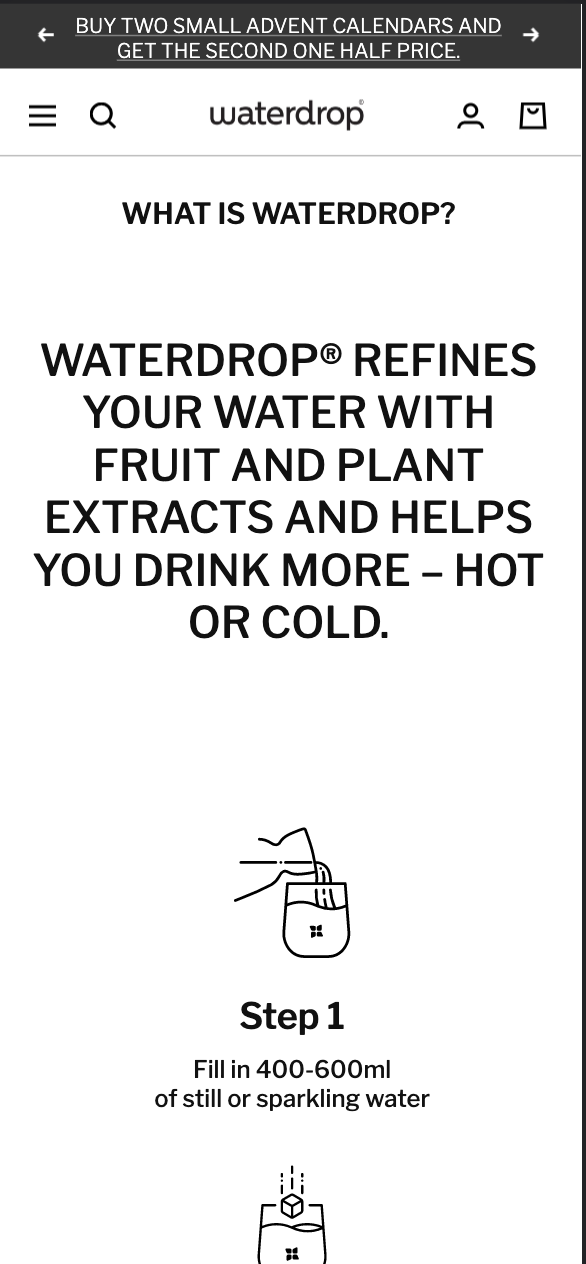 BUY TWO SMALL ADVENT CALENDARS AND
GET THE SECOND ONE HALF PRICE.
waterdrop®
WHAT IS WATERDROP?
WATERDROP® REFINES
YOUR WATER WITH
FRUIT AND PLANT
EXTRACTS AND HELPS
YOU DRINK MORE – HOT
OR COLD.
Step 1
Fill in 400-600ml
of still or sparkling water